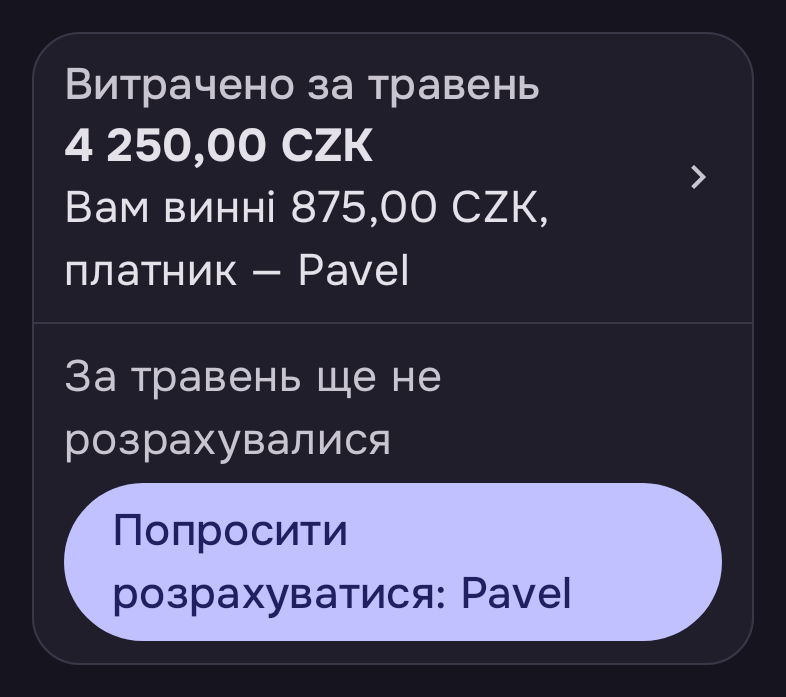 Витрачено за травень
4 250,00 CZK
Вам винні 875,00 CZK,
платник — Pavel
За травень ще не
розрахувалися
Попросити
розрахуватися: Pavel